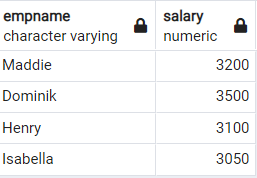 empname salary
character varying numeric
Maddie 3200
Dominik 3500
Henry 3100
Isabella 3050